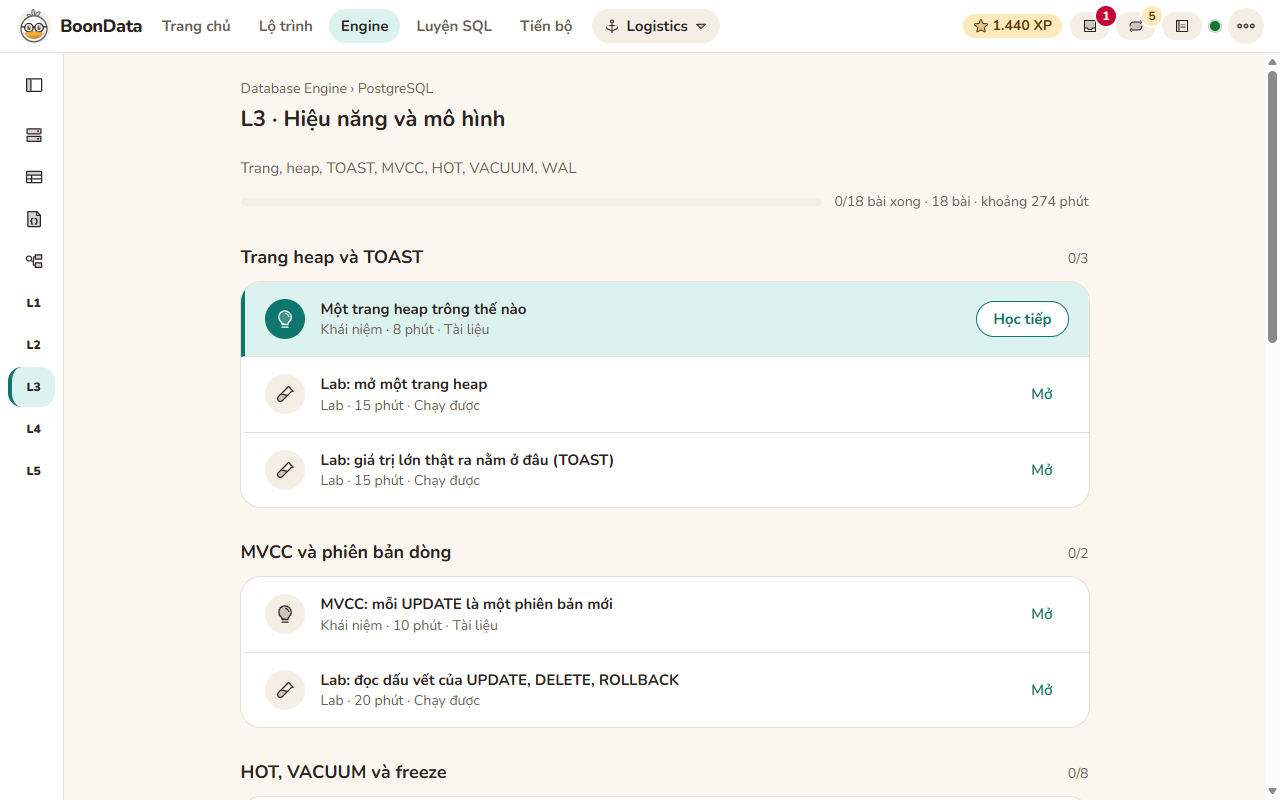 BoonData
Trang chủ
Lộ trình
Engine
Luyện SQL
Tiến bộ
Logistics
1.440 XP
1
5
L1
L2
L3
L4
L5
Database Engine › PostgreSQL
L3 · Hiệu năng và mô hình
Trang, heap, TOAST, MVCC, HOT, VACUUM, WAL
0/18 bài xong · 18 bài · khoảng 274 phút
Trang heap và TOAST
0/3
Một trang heap trông thế nào
Khái niệm · 8 phút · Tài liệu
Học tiếp
Lab: mở một trang heap
Lab · 15 phút · Chạy được
Mở
Lab: giá trị lớn thật ra nằm ở đâu (TOAST)
Lab · 15 phút · Chạy được
Mở
MVCC và phiên bản dòng
0/2
MVCC: mỗi UPDATE là một phiên bản mới
Khái niệm · 10 phút · Tài liệu
Mở
Lab: đọc dấu vết của UPDATE, DELETE, ROLLBACK
Lab · 20 phút · Chạy được
Mở
HOT, VACUUM và freeze
0/8